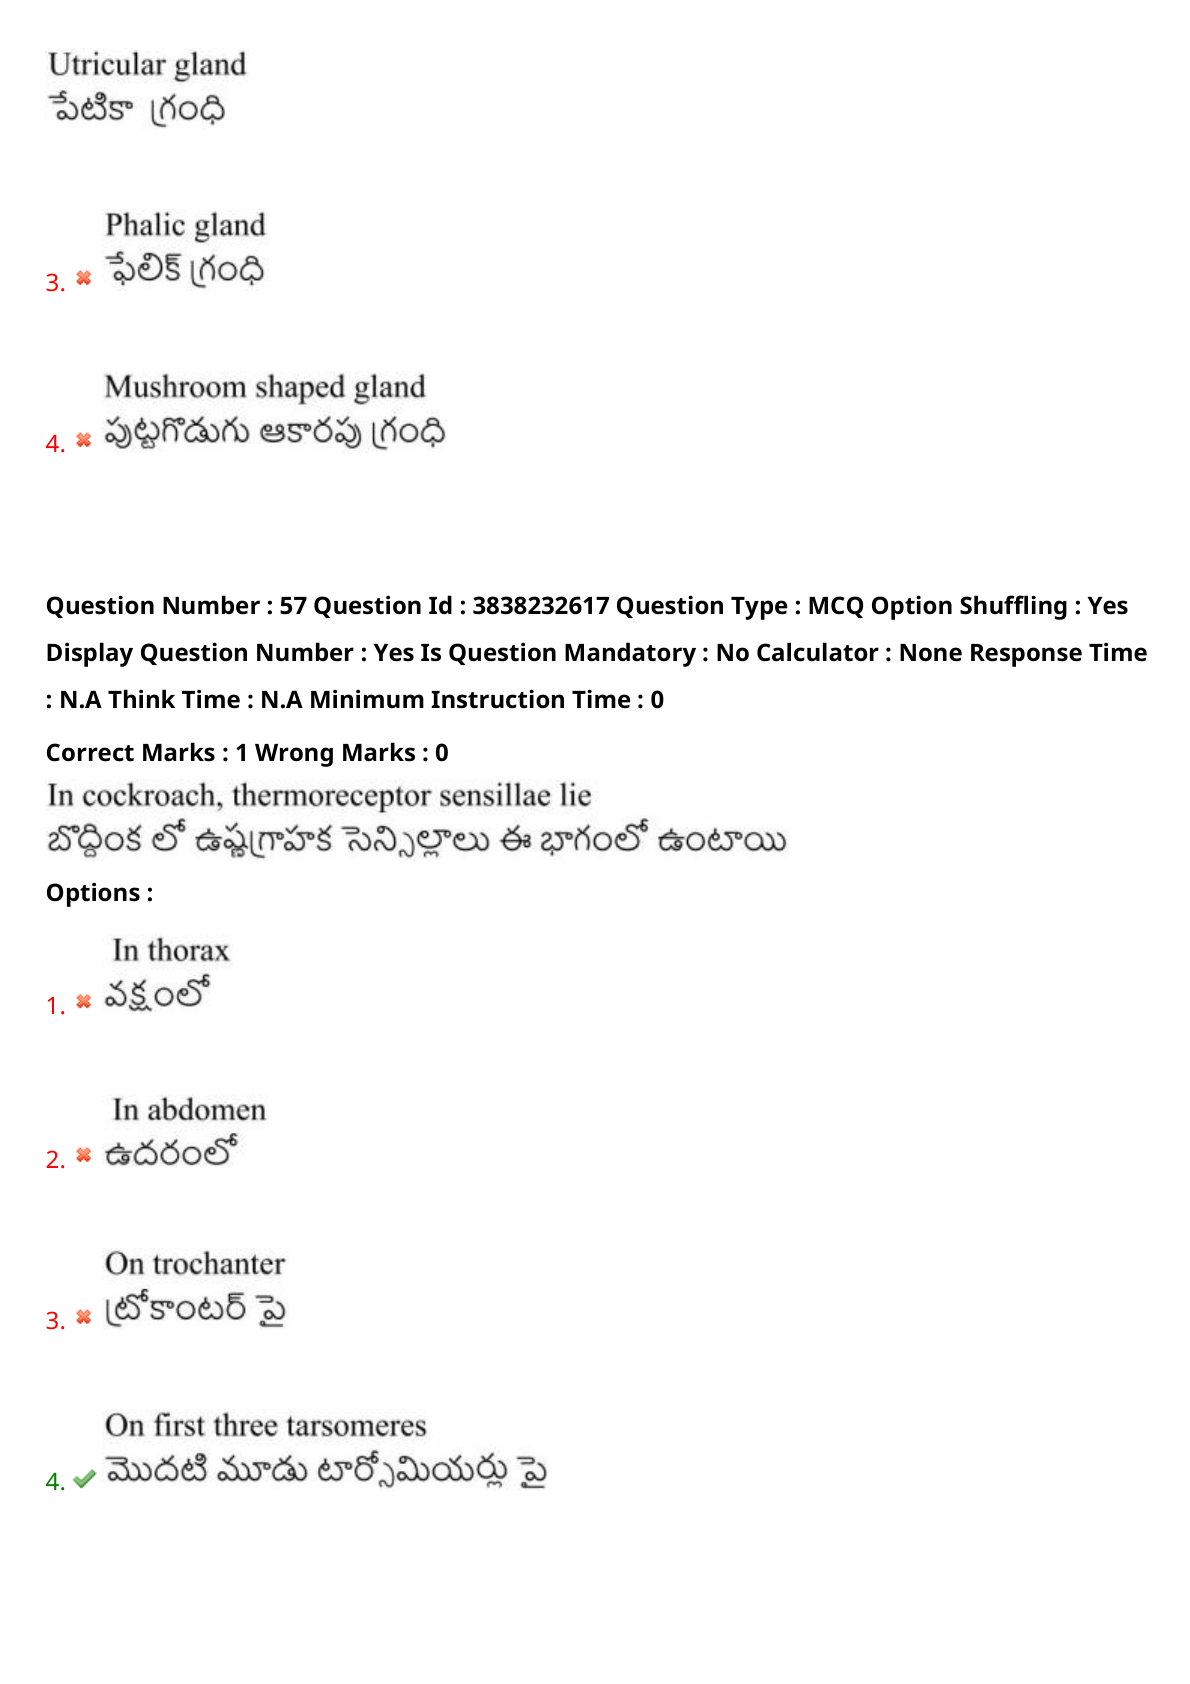 Utricular gland
పేటికా గ్రంధి
Phalic gland
3. ఫేలిక్ గ్రంధి
Mushroom shaped gland
4. పుట్టగొడుగు ఆకారపు గ్రంధి
Question Number : 57 Question Id : 3838232617 Question Type : MCQ Option Shuffling : Yes
Display Question Number : Yes Is Question Mandatory : No Calculator : None Response Time
: N.A Think Time : N.A Minimum Instruction Time : 0
Correct Marks : 1 Wrong Marks : 0
In cockroach, thermoreceptor sensillae lie
బొద్దింక లో ఉష్ణగ్రాహక సెన్సిల్లాలు ఈ భాగంలో ఉంటాయి
Options :
In thorax
1. వక్షంలో
In abdomen
2. ఉదరంలో
On trochanter
3. ట్రోకాంటర్ పై
On first three tarsomeres
4. మొదటి మూడు టార్సోమియర్లు పై